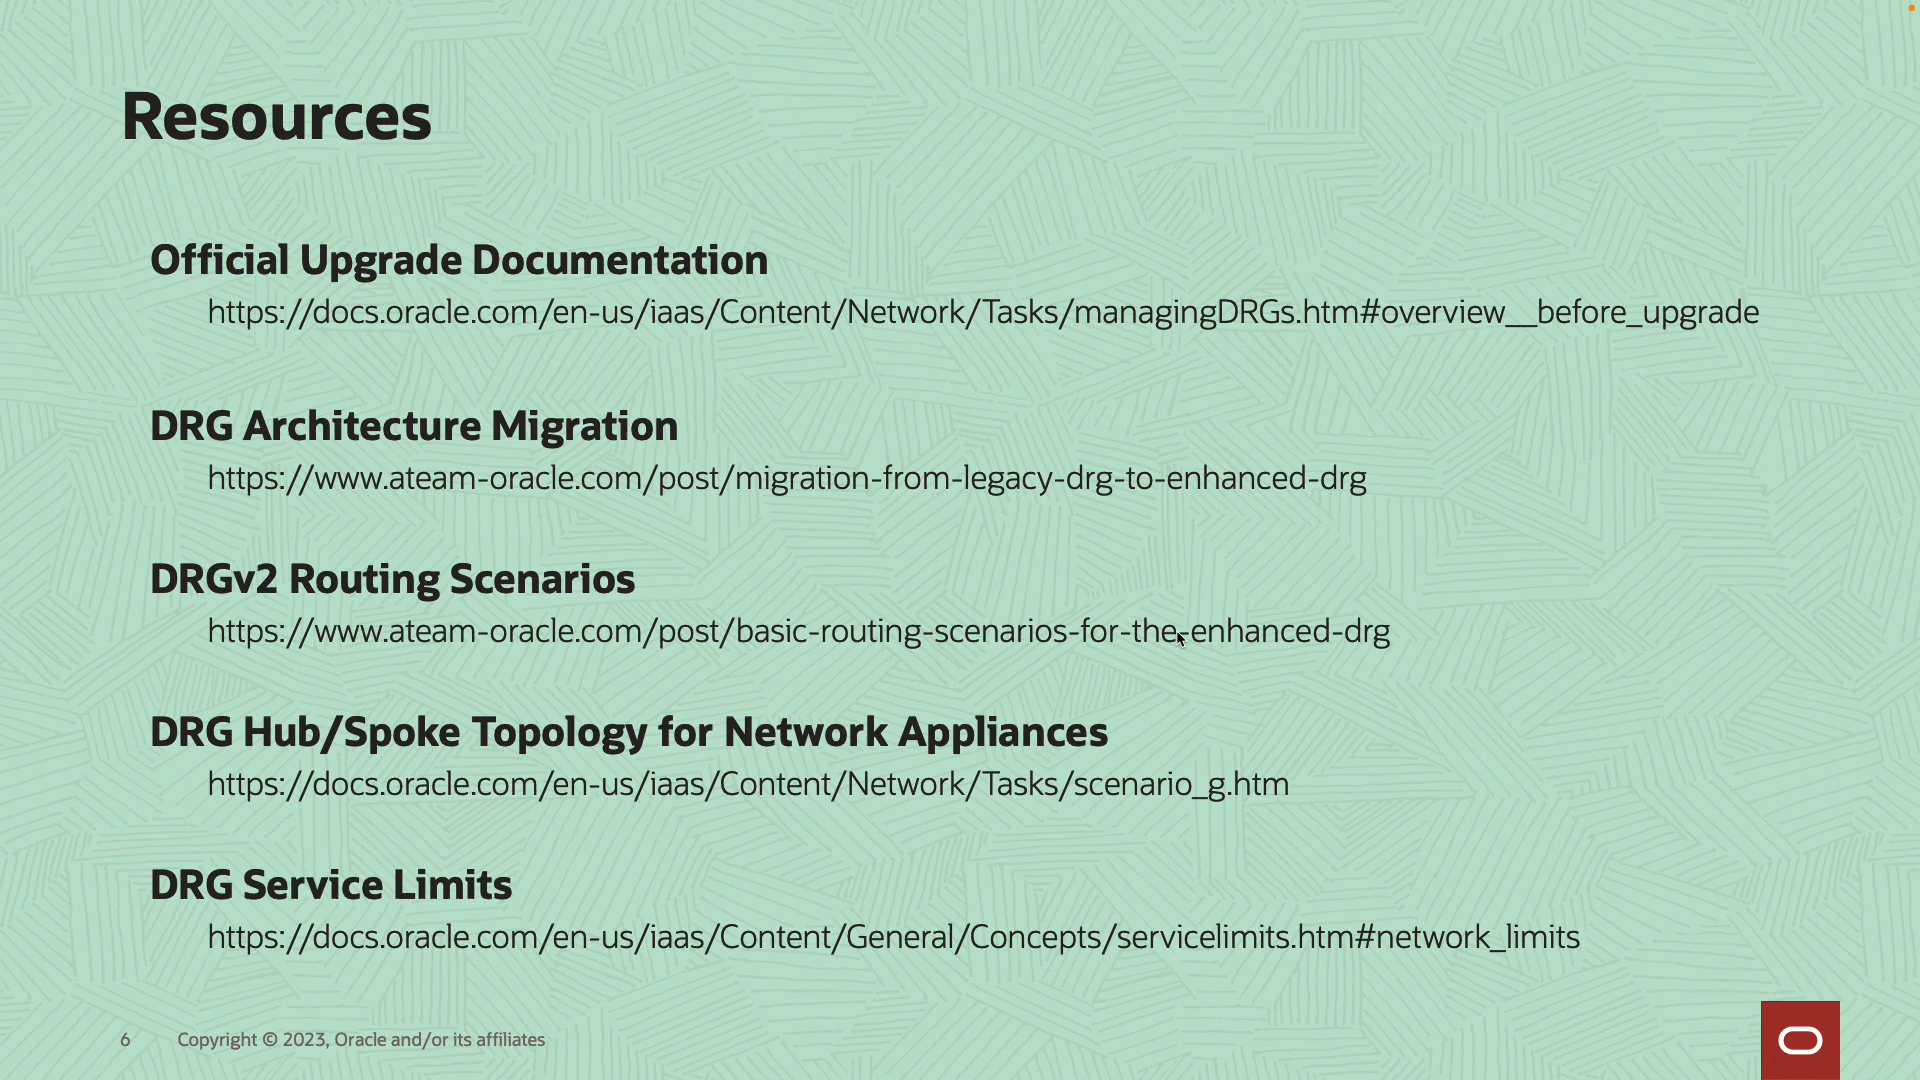 Resources
Official Upgrade Documentation
https://docs.oracle.com/en-us/iaas/Content/Network/Tasks/managingDRGs.htm#overview__before_upgrade
DRG Architecture Migration
https://www.ateam-oracle.com/post/migration-from-legacy-drg-to-enhanced-drg
DRGv2 Routing Scenarios
https://www.ateam-oracle.com/post/basic-routing-scenarios-for-the-enhanced-drg
DRG Hub/Spoke Topology for Network Appliances
https://docs.oracle.com/en-us/iaas/Content/Network/Tasks/scenario_g.htm
DRG Service Limits
https://docs.oracle.com/en-us/iaas/Content/General/Concepts/servicelimits.htm#network_limits
6 Copyright © 2023, Oracle and/or its affiliates